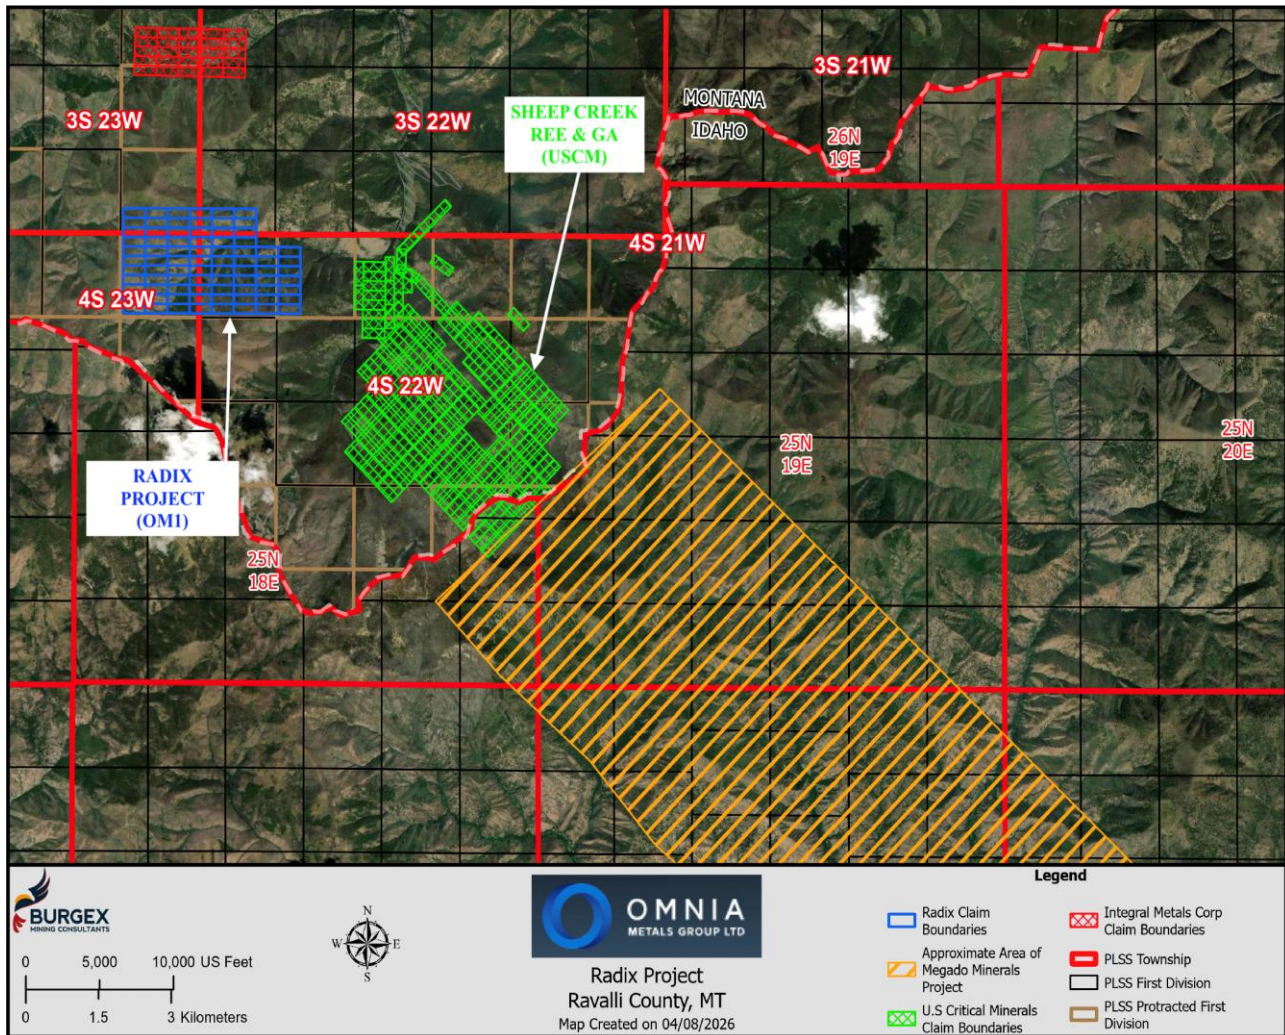 3S 21W
MONTANA
IDAHO
3S 23W
3S 22W
SHEEP CREEK
REE & GA
(USCM)
26N
19E
4S 21W
4S 23W
4S 22W
25N
19E
25N
20E
RADIX
PROJECT
(OM1)
25N
18E
BURGEX
MINING CONSULTANTS
0 5,000 10,000 US Feet
0 1.5 3 Kilometers
N
W E
S
OMNIA
METALS GROUP LTD
Radix Project
Ravalli County, MT
Map Created on 04/08/2026
Legend
Radix Claim
Boundaries
Approximate Area of
Megado Minerals
Project
U.S Critical Minerals
Claim Boundaries
Integral Metals Corp
Claim Boundaries
PLSS Township
PLSS First Division
PLSS Protracted First
Division